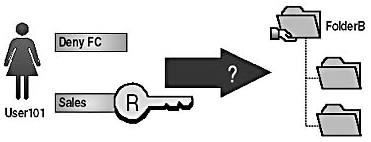 Deny FC
FolderB
?
Sales
R
User101